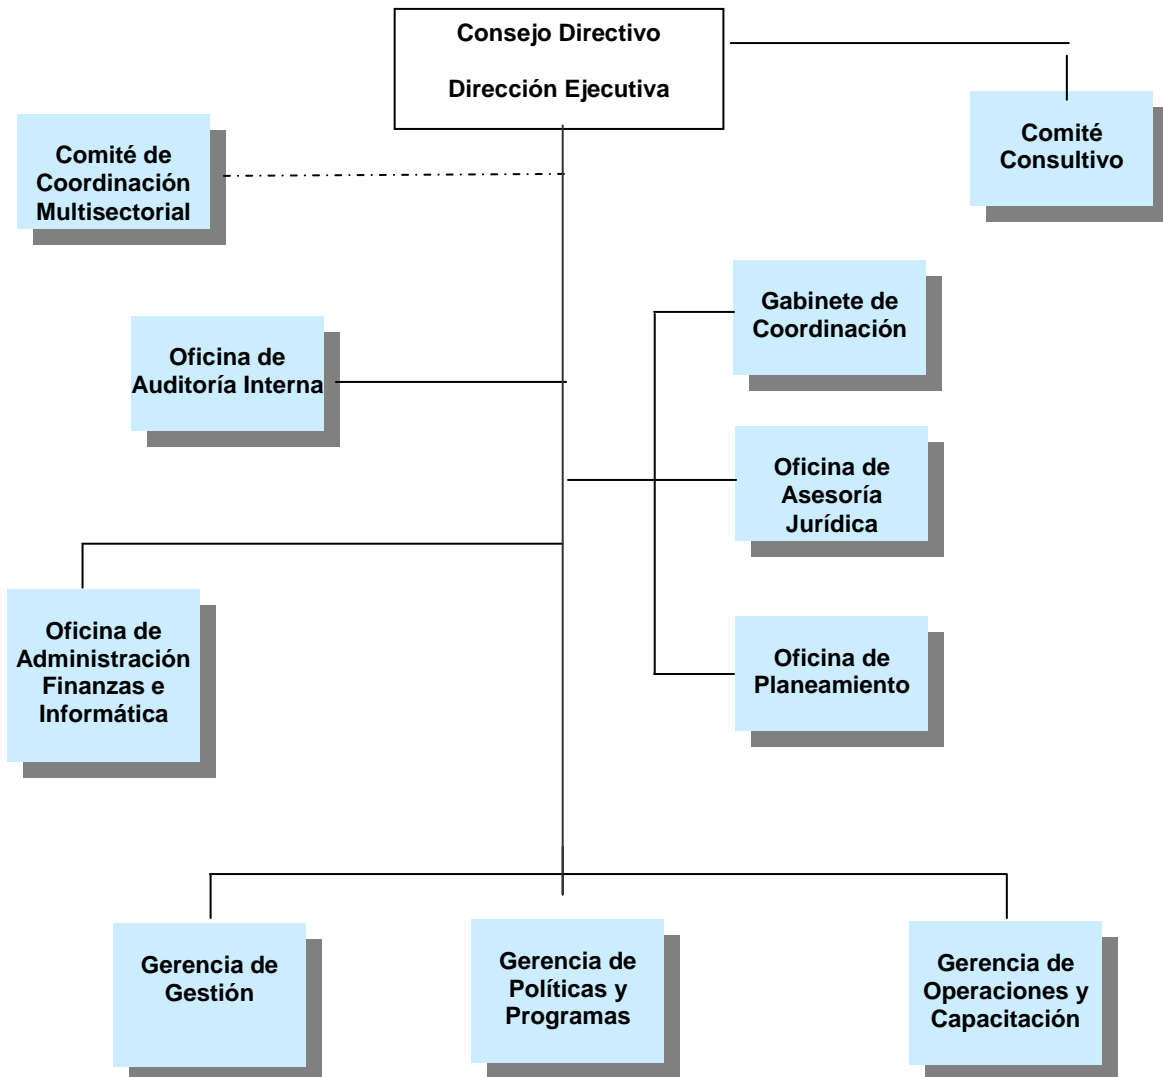 Consejo Directivo
Dirección Ejecutiva
Comité
Consultivo
Comité de
Coordinación
Multisectorial
Gabinete de
Coordinación
Oficina de
Auditoría Interna
Oficina de
Asesoría
Jurídica
Oficina de
Administración
Finanzas e
Informática
Oficina de
Planeamiento
Gerencia de
Gestión
Gerencia de
Políticas y
Programas
Gerencia de
Operaciones y
Capacitación